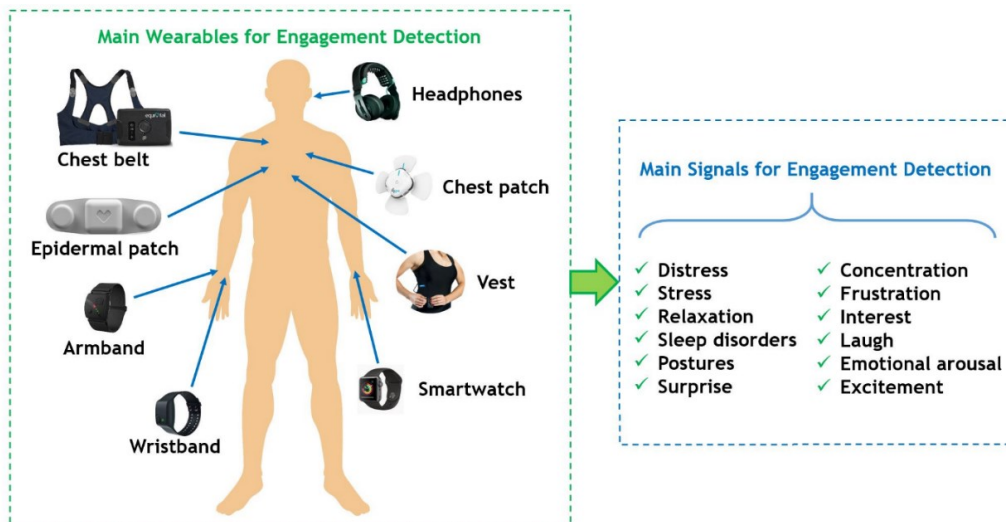 Main Wearables for Engagement Detection
Headphones
Chest belt
Chest patch
Epidermal patch
Vest
Armband
Smartwatch
Wristband
Main Signals for Engagement Detection
Distress
Stress
Relaxation
Sleep disorders
Postures
Surprise
Concentration
Frustration
Interest
Laugh
Emotional arousal
Excitement